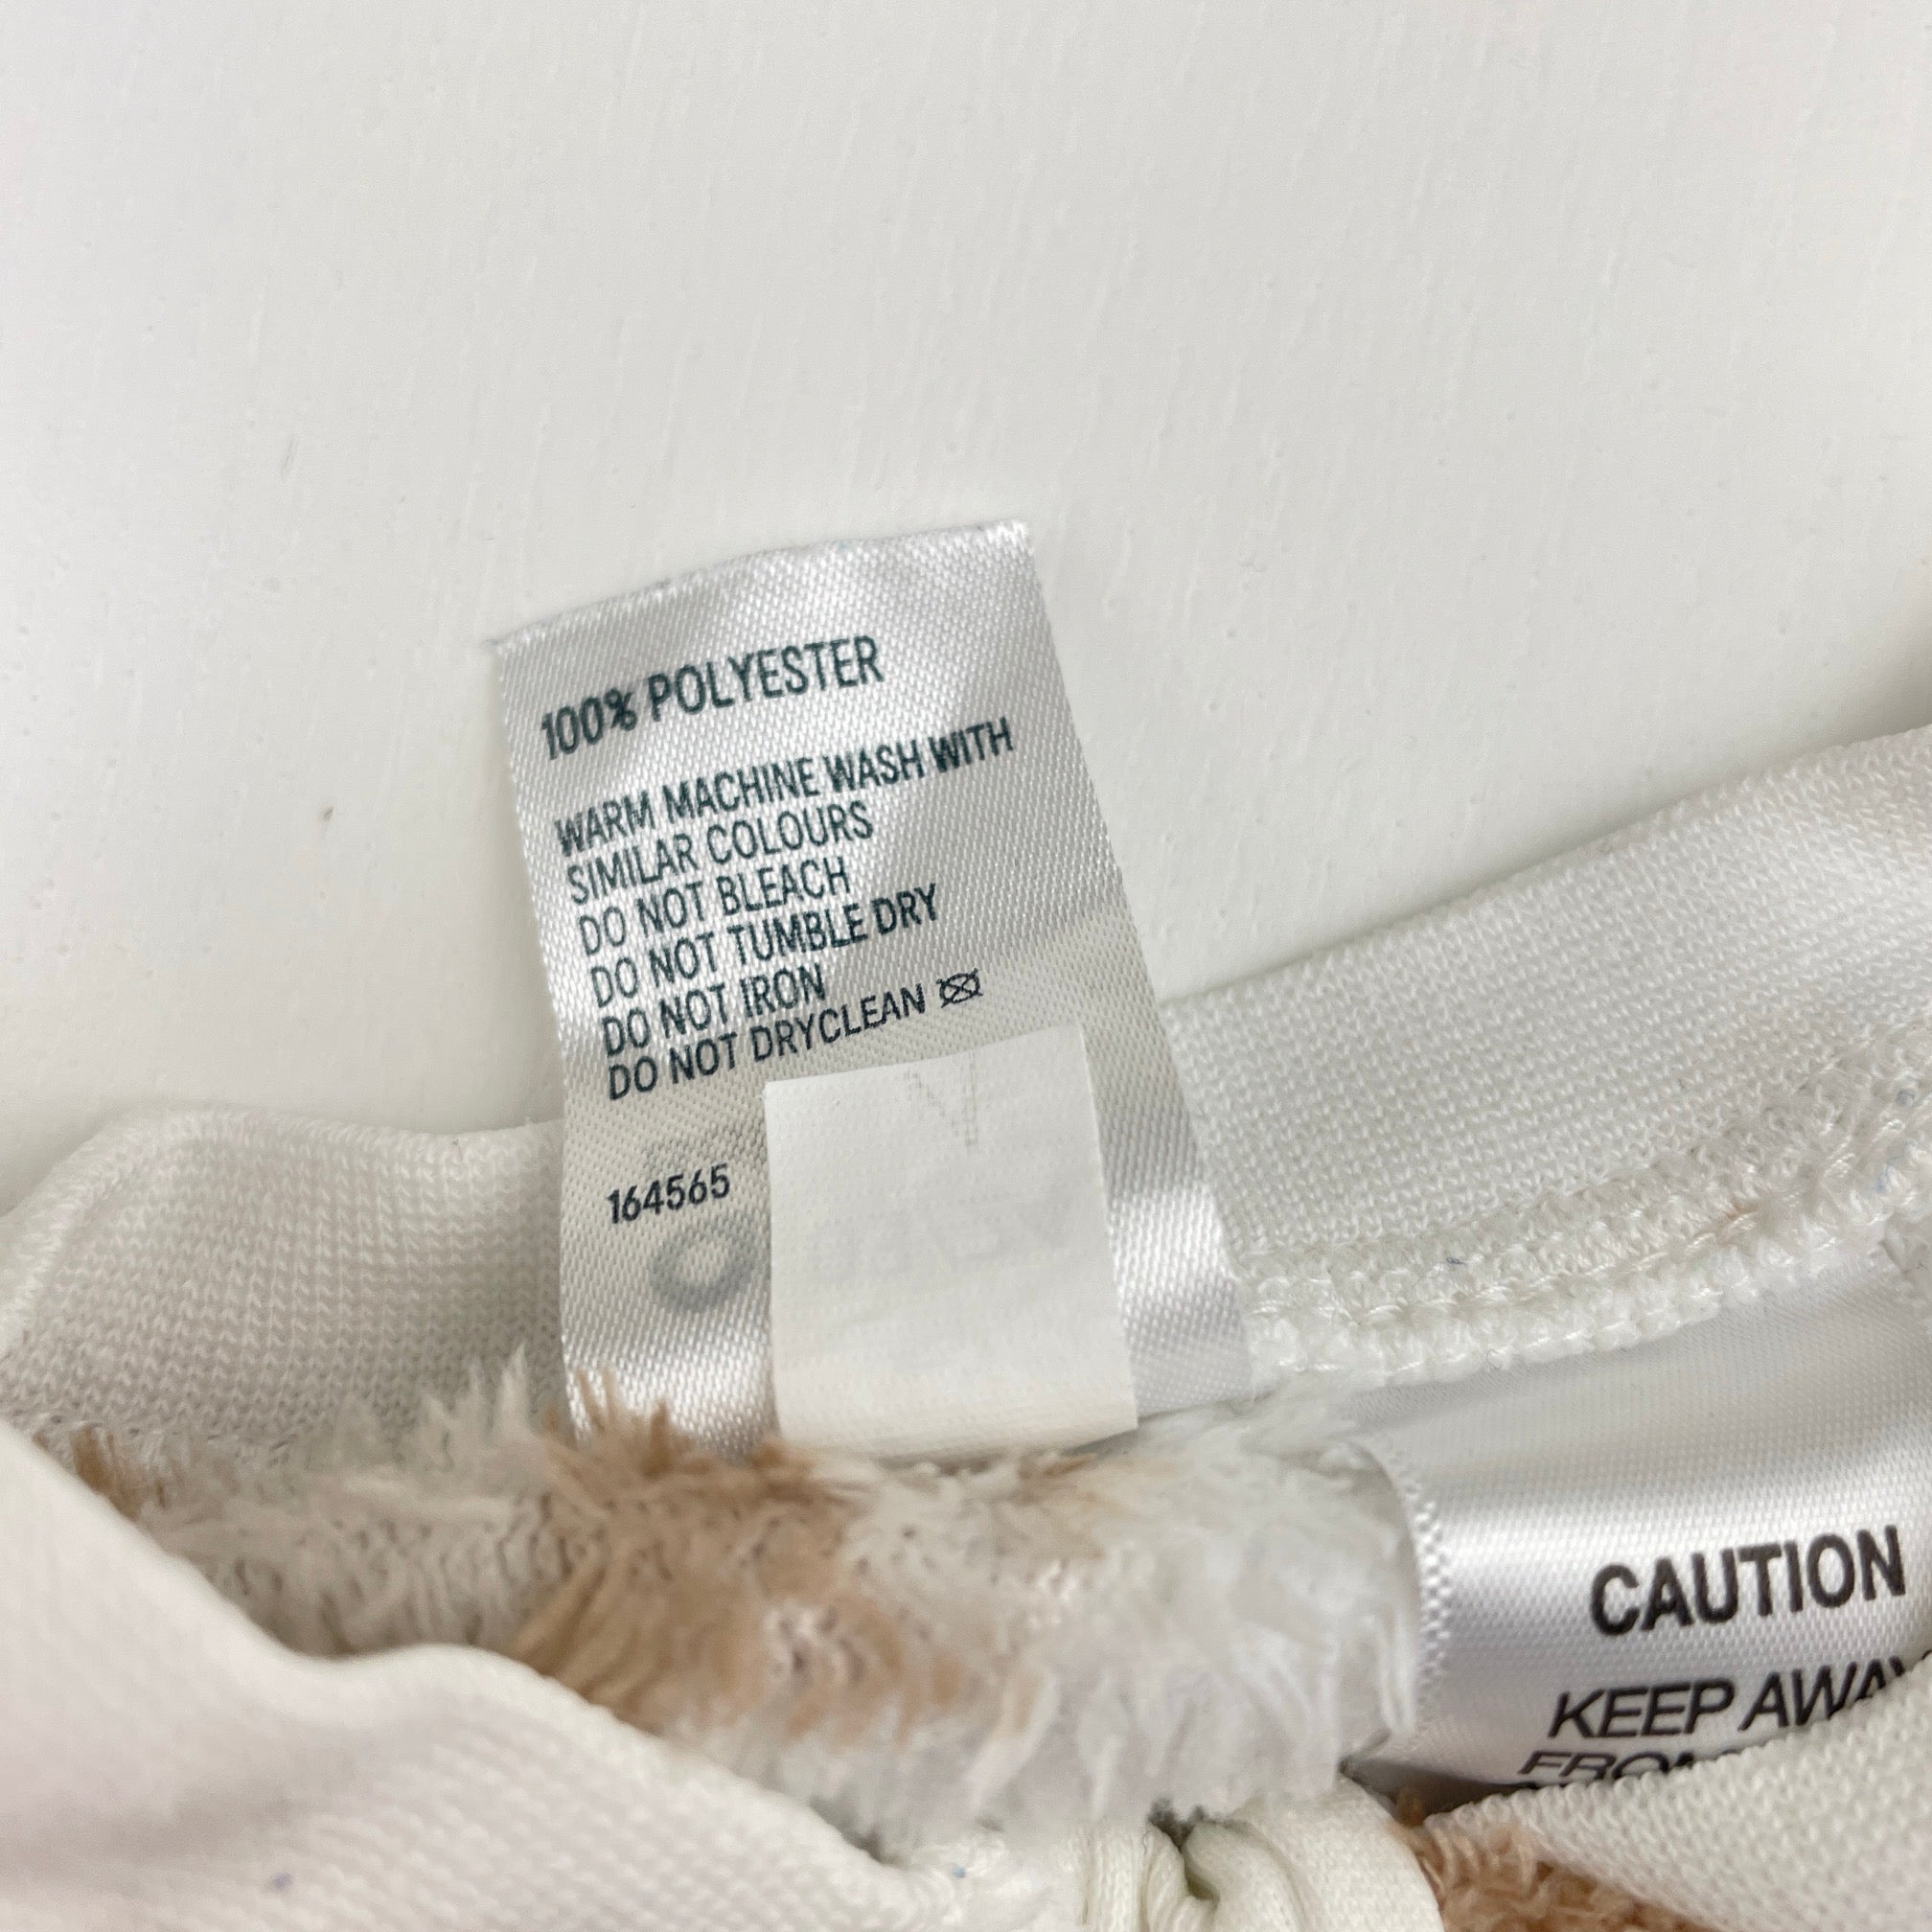 100% POLYESTER
WARM MACHINE WASH WITH
SIMILAR COLOURS
DO NOT BLEACH
DO NOT TUMBLE DRY
DO NOT IRON
DO NOT DRYCLEAN
164565
CAUTION
KEEP AWAY